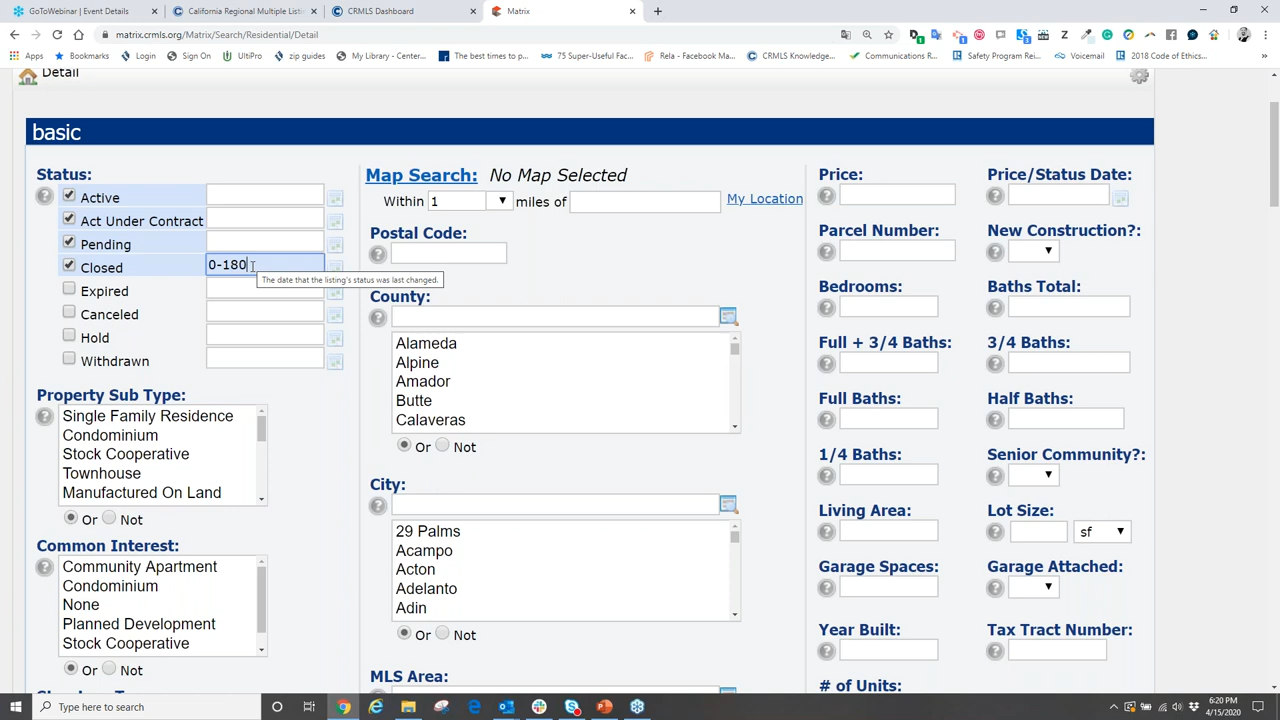 GoToWebinar | Event Details
California Regional Multiple Listin
CRMLS Dashboard
Matrix
matrix.crmls.org/Matrix/Search/Residential/Detail
Apps
Bookmarks
Login
Sign On
UltiPro
zip guides
My Library - Center...
The best times to p...
75 Super-Useful Fac...
Rela - Facebook Ma...
CRMLS Knowledge...
Communications R...
Safety Program Rei...
Voicemail
2018 Code of Ethics...
Detail
basic
Status:
Active
Act Under Contract
Pending
Closed
0-180
The date that the listing's status was last changed.
Expired
Canceled
Hold
Withdrawn
Property Sub Type:
Single Family Residence
Condominium
Stock Cooperative
Townhouse
Manufactured On Land
Or Not
Common Interest:
Community Apartment
Condominium
None
Planned Development
Stock Cooperative
Or Not
Map Search: No Map Selected
Within 1 miles of
My Location
Postal Code:
County:
Alameda
Alpine
Amador
Butte
Calaveras
Or Not
City:
29 Palms
Acampo
Acton
Adelanto
Adin
Or Not
MLS Area:
Price:
Price/Status Date:
Parcel Number:
New Construction?:
Bedrooms:
Baths Total:
Full + 3/4 Baths:
3/4 Baths:
Full Baths:
Half Baths:
1/4 Baths:
Senior Community?:
Living Area:
Lot Size:
sf
Garage Spaces:
Garage Attached:
Year Built:
Tax Tract Number:
# of Units:
Type here to search
6:20 PM
4/15/2020